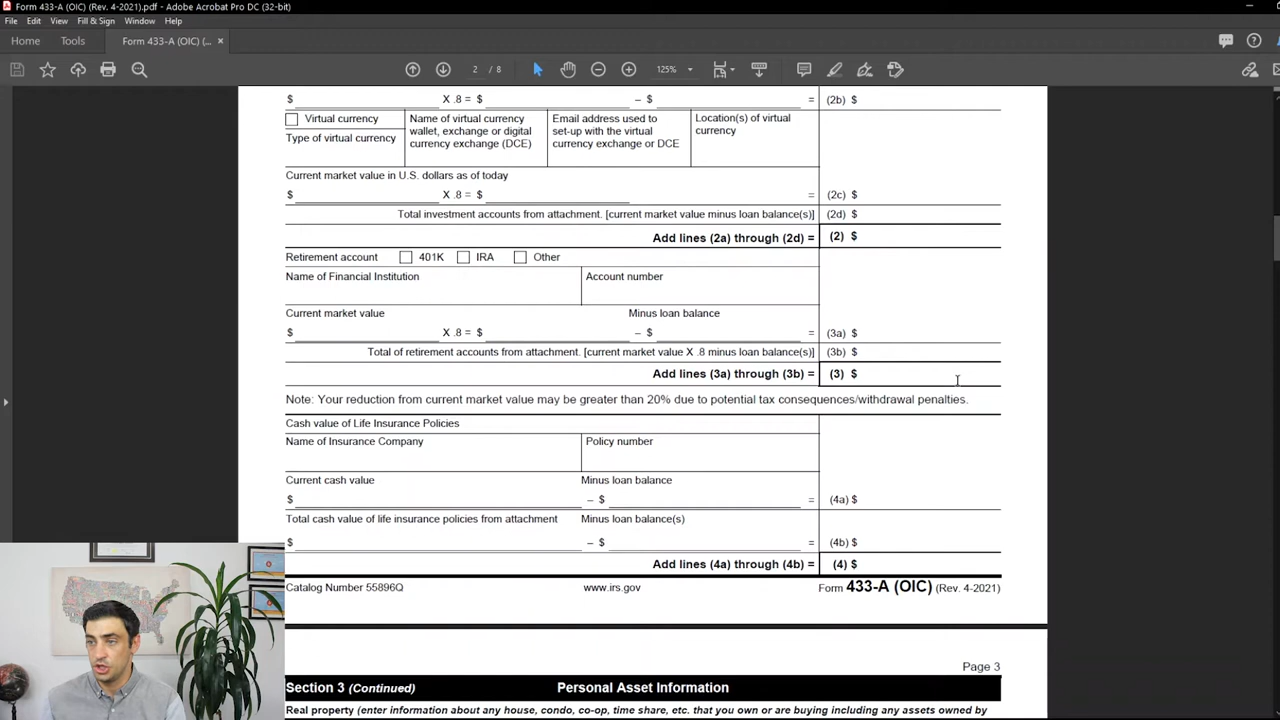 Form 433-A (OIC) (Rev. 4-2021).pdf - Adobe Acrobat Pro DC (32-bit)
File Edit View Fill & Sign Window Help
Home Tools Form 433-A (OIC) (... ×
2 / 8 125%
$ X .8 = $ – $ = (2b) $
Virtual currency
Type of virtual currency
Name of virtual currency
wallet, exchange or digital
currency exchange (DCE)
Email address used to
set-up with the virtual
currency exchange or DCE
Location(s) of virtual
currency
Current market value in U.S. dollars as of today
$ X .8 = $ = (2c) $
Total investment accounts from attachment. [current market value minus loan balance(s)] (2d) $
Add lines (2a) through (2d) = (2) $
Retirement account 401K IRA Other
Name of Financial Institution Account number
Current market value Minus loan balance
$ X .8 = $ – $ = (3a) $
Total of retirement accounts from attachment. [current market value X .8 minus loan balance(s)] (3b) $
Add lines (3a) through (3b) = (3) $
Note: Your reduction from current market value may be greater than 20% due to potential tax consequences/withdrawal penalties.
Cash value of Life Insurance Policies
Name of Insurance Company Policy number
Current cash value Minus loan balance
$ – $ = (4a) $
Total cash value of life insurance policies from attachment Minus loan balance(s)
$ – $ = (4b) $
Add lines (4a) through (4b) = (4) $
Catalog Number 55896Q www.irs.gov Form 433-A (OIC) (Rev. 4-2021)
Page 3
Section 3 (Continued) Personal Asset Information
Real property (enter information about any house, condo, co-op, time share, etc. that you own or are buying including any assets owned by